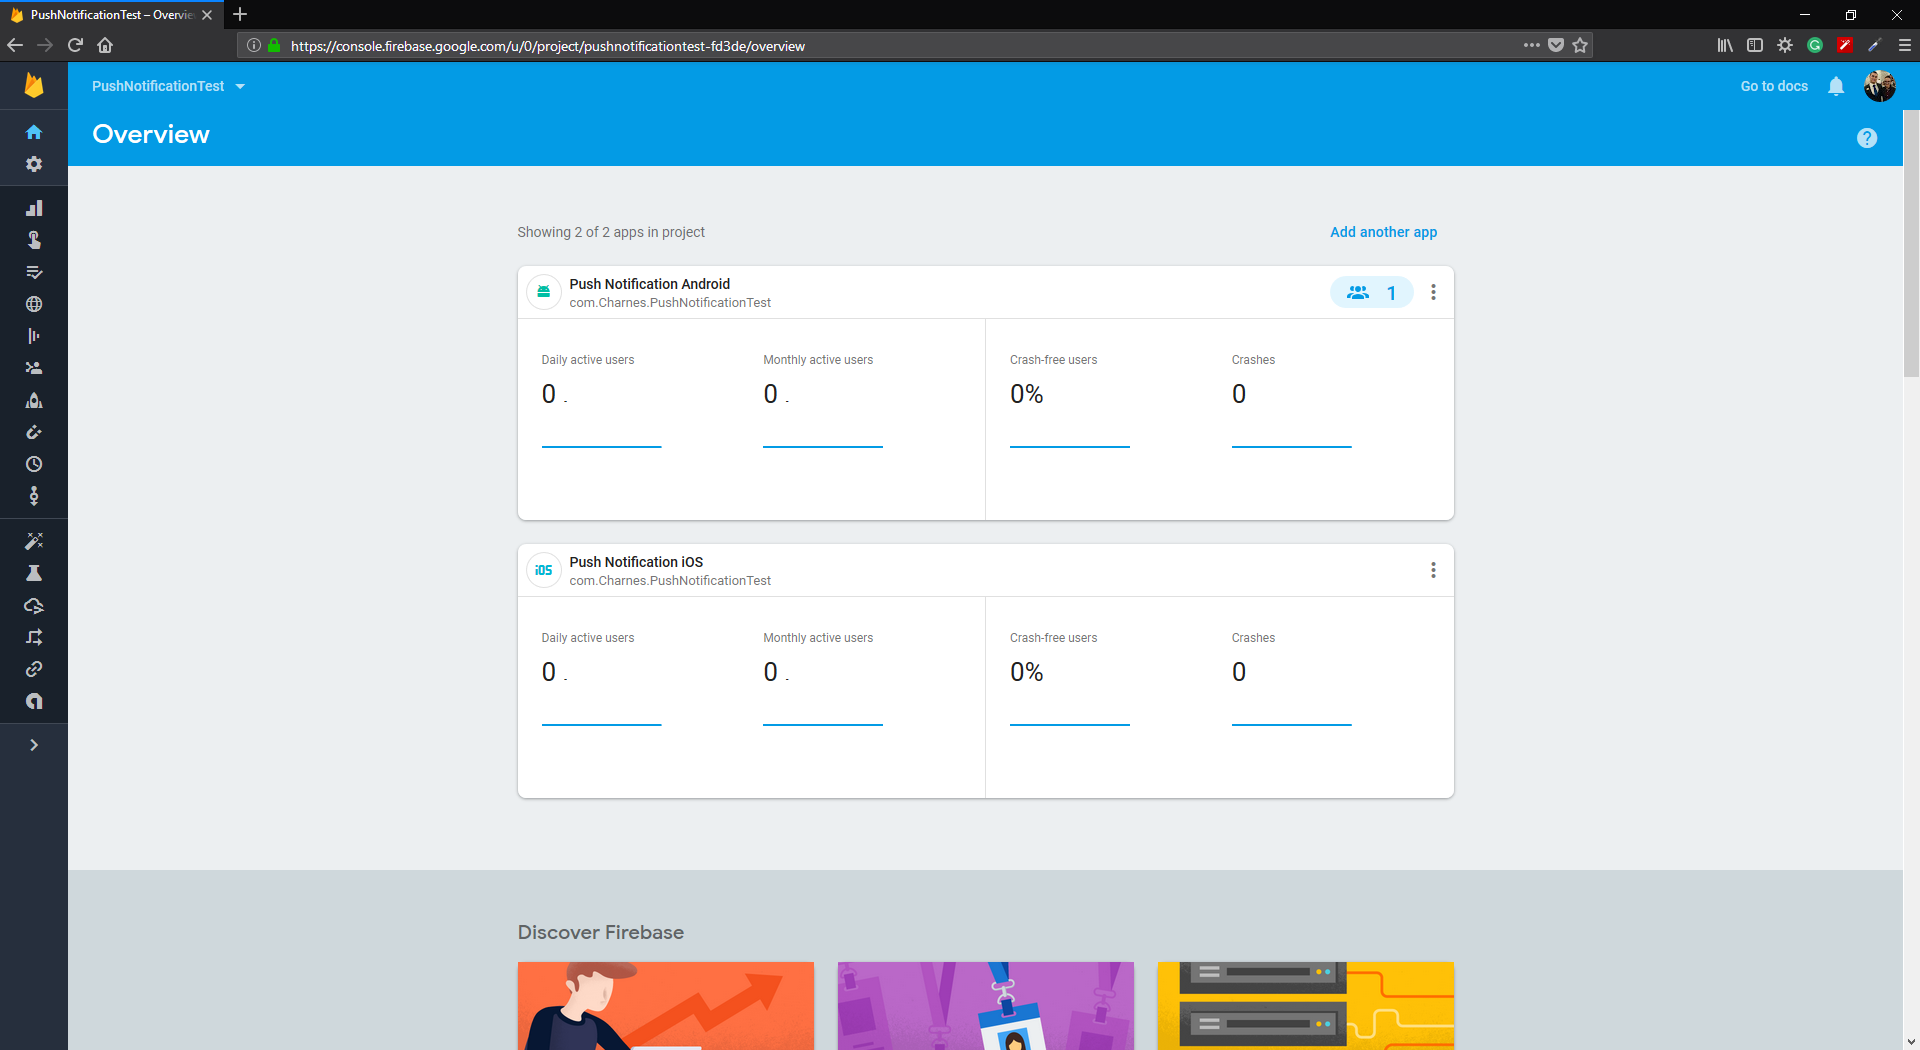 PushNotificationTest – Overvie
https://console.firebase.google.com/u/0/project/pushnotificationtest-fd3de/overview
PushNotificationTest
Go to docs
Overview
Showing 2 of 2 apps in project
Add another app
Push Notification Android
com.Charnes.PushNotificationTest
1
Daily active users
Monthly active users
Crash-free users
Crashes
0 -
0 -
0%
0
iOS
Push Notification iOS
com.Charnes.PushNotificationTest
Daily active users
Monthly active users
Crash-free users
Crashes
0 -
0 -
0%
0
Discover Firebase